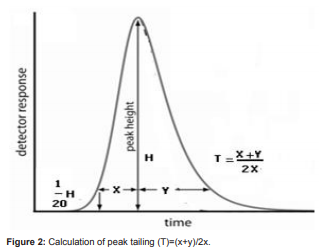 detector response
peak height
H
T = X+Y
2X
1
20 H
X
Y
time
Figure 2: Calculation of peak tailing (T)=(x+y)/2x.